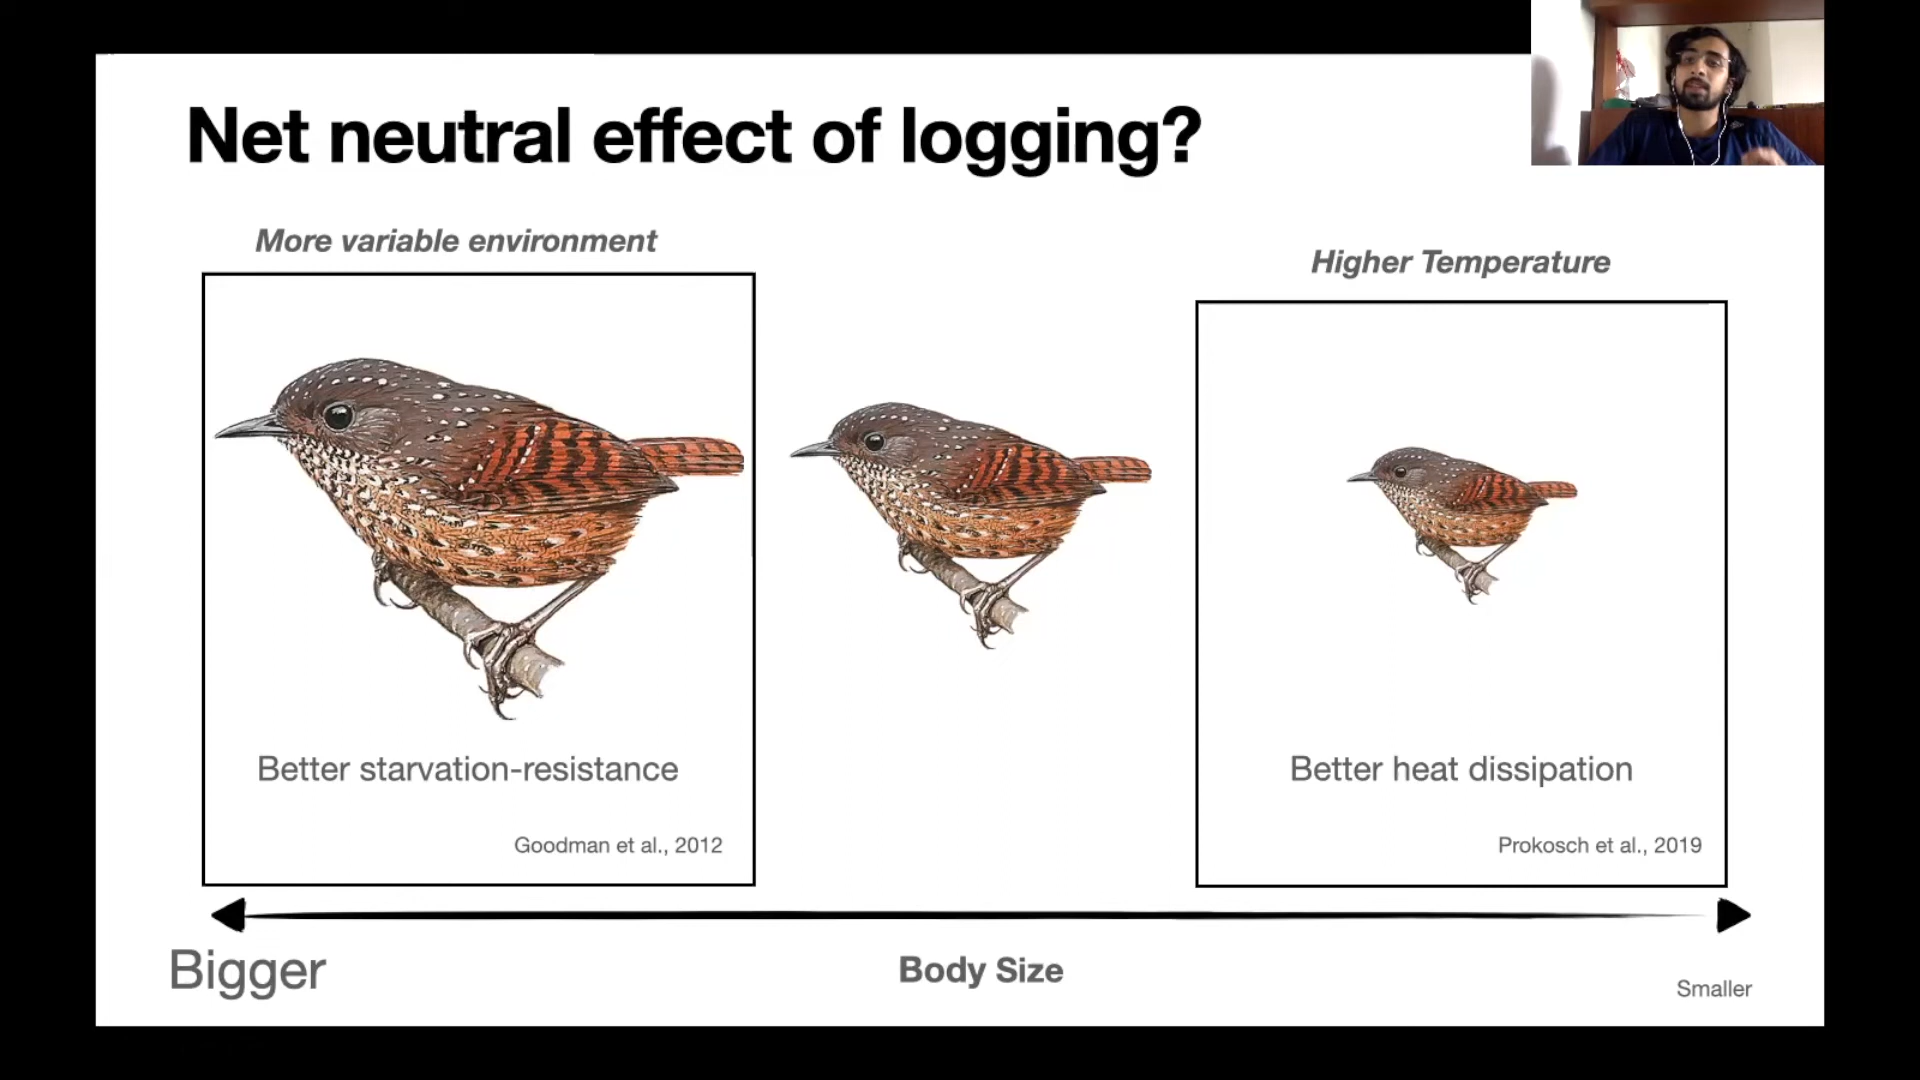 Net neutral effect of logging?
More variable environment
Higher Temperature
Better starvation-resistance
Better heat dissipation
Goodman et al., 2012
Prokosch et al., 2019
Bigger
Body Size
Smaller